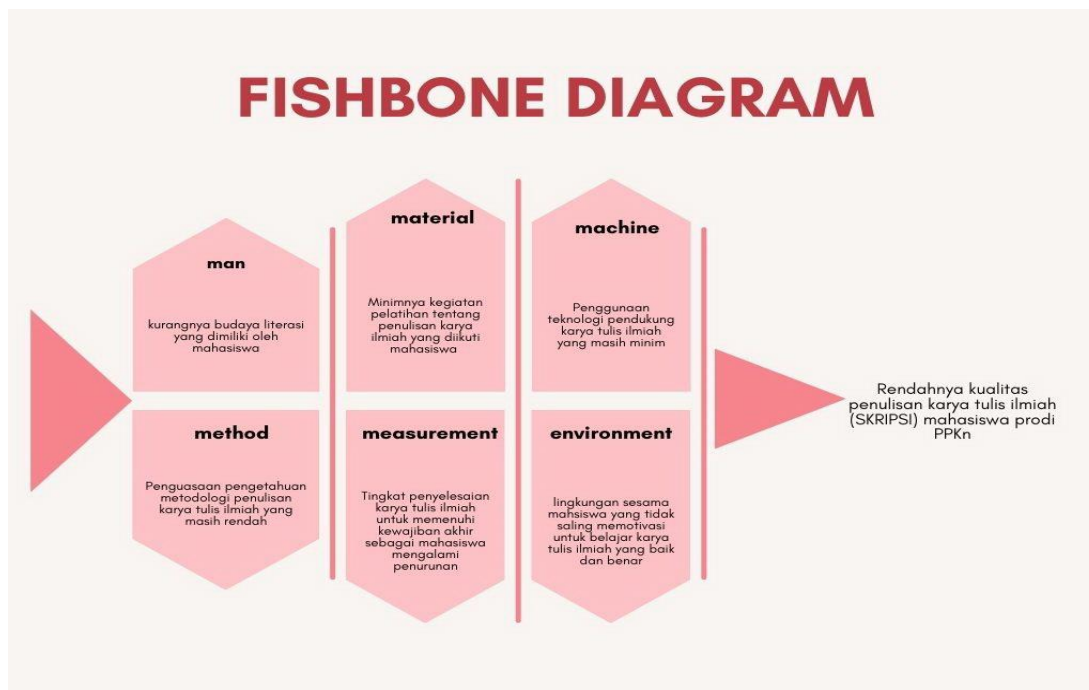 FISHBONE DIAGRAM
man
kurangnya budaya literasi
yang dimiliki oleh
mahasiswa
material
Minimnya kegiatan
pelatihan tentang
penulisan karya
ilmiah yang diikuti
mahasiswa
machine
Penggunaan
teknologi pendukung
karya tulis ilmiah
yang masih minim
method
Penguasaan pengetahuan
metodologi penulisan
karya tulis ilmiah yang
masih rendah
measurement
Tingkat penyelesaian
karya tulis ilmiah
untuk memenuhi
kewajiban akhir
sebagai mahasiswa
mengalami
penurunan
environment
lingkungan sesama
mahsiswa yang tidak
saling memotivasi
untuk belajar karya
tulis ilmiah yang baik
dan benar
Rendahnya kualitas
penulisan karya tulis ilmiah
(SKRIPSI) mahasiswa prodi
PPKn